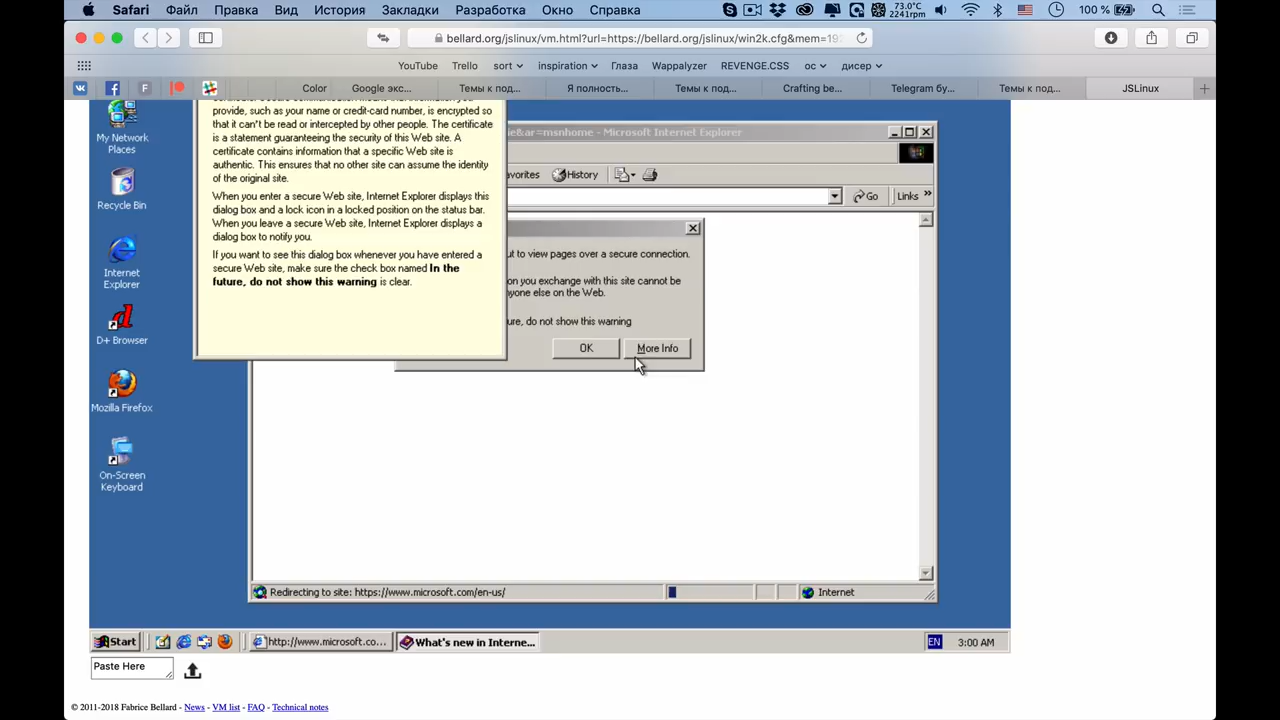 Safari Файл Правка Вид История Закладки Разработка Окно Справка 73.0°C 2241rpm 100 %
bellard.org/jslinux/vm.html?url=https://bellard.org/jslinux/win2k.cfg&mem=19
YouTube Trello sort inspiration Глаза Wappalyzer REVENGE.CSS ос дисер
Color Google экс... Темы к под... Я полность... Темы к под... Crafting be... Telegram бу... Темы к под... JSLinux
provide, such as your name or credit-card number, is encrypted so
that it can't be read or intercepted by other people. The certificate
is a statement guaranteeing the security of this Web site. A
certificate contains information that a specific Web site is
authentic. This ensures that no other site can assume the identity
of the original site.
When you enter a secure Web site, Internet Explorer displays this
dialog box and a lock icon in a locked position on the status bar.
When you leave a secure Web site, Internet Explorer displays a
dialog box to notify you.
If you want to see this dialog box whenever you have entered a
secure Web site, make sure the check box named In the
future, do not show this warning is clear.
ie&ar=msnhome - Microsoft Internet Explorer
avorites History
Go Links »
ut to view pages over a secure connection.
on you exchange with this site cannot be
yone else on the Web.
ure, do not show this warning
OK More Info
My Network
Places
Recycle Bin
Internet
Explorer
D+ Browser
Mozilla Firefox
On-Screen
Keyboard
Redirecting to site: https://www.microsoft.com/en-us/ Internet
Start http://www.microsoft.co... What's new in Interne... EN 3:00 AM
Paste Here
© 2011-2018 Fabrice Bellard - News - VM list - FAQ - Technical notes